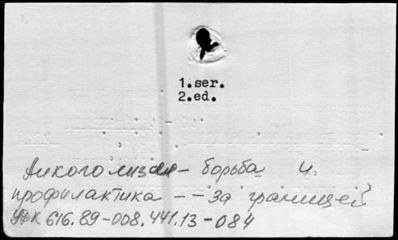 1.ser.
2.ed.
Алкоголизм - борьба и
профилактика - - за границей
УДК 616.89-008.441.13-084